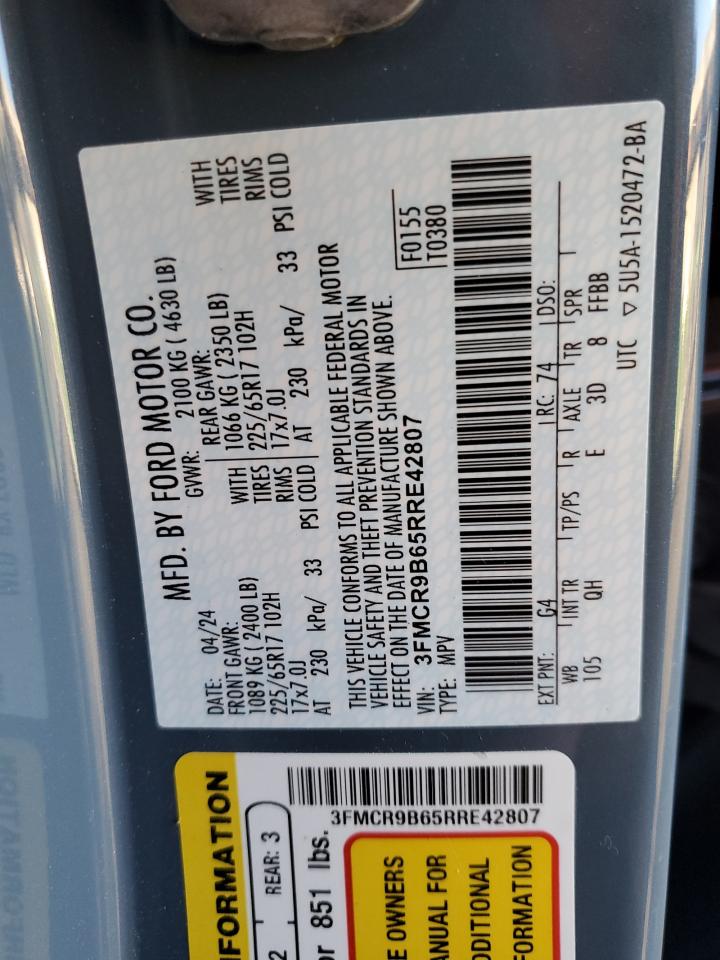 MFD. BY FORD MOTOR CO.
DATE: 04/24 GVWR: 2100 KG ( 4630 LB)
FRONT GAWR: REAR GAWR:
1089 KG ( 2400 LB) WITH 1066 KG ( 2350 LB) WITH
225/65R17 102H TIRES 225/65R17 102H TIRES
17x7.0J RIMS 17x7.0J RIMS
AT 230 kPa/ 33 PSI COLD AT 230 kPa/ 33 PSI COLD
THIS VEHICLE CONFORMS TO ALL APPLICABLE FEDERAL MOTOR
VEHICLE SAFETY AND THEFT PREVENTION STANDARDS IN
EFFECT ON THE DATE OF MANUFACTURE SHOWN ABOVE.
VIN: 3FMCR9B65RRE42807
TYPE: MPV
F0155
T0380
EXT PNT: G4 RC: 74 DSO:
WB INT TR TP/PS R AXLE TR SPR
105 QH E 3D 8 FFBB
UTC ▽ 5U5A-1520472-BA
FORMATION
2 REAR: 3
or 851 lbs.
3FMCR9B65RRE42807
E OWNERS
ANUAL FOR
DDITIONAL
FORMATION